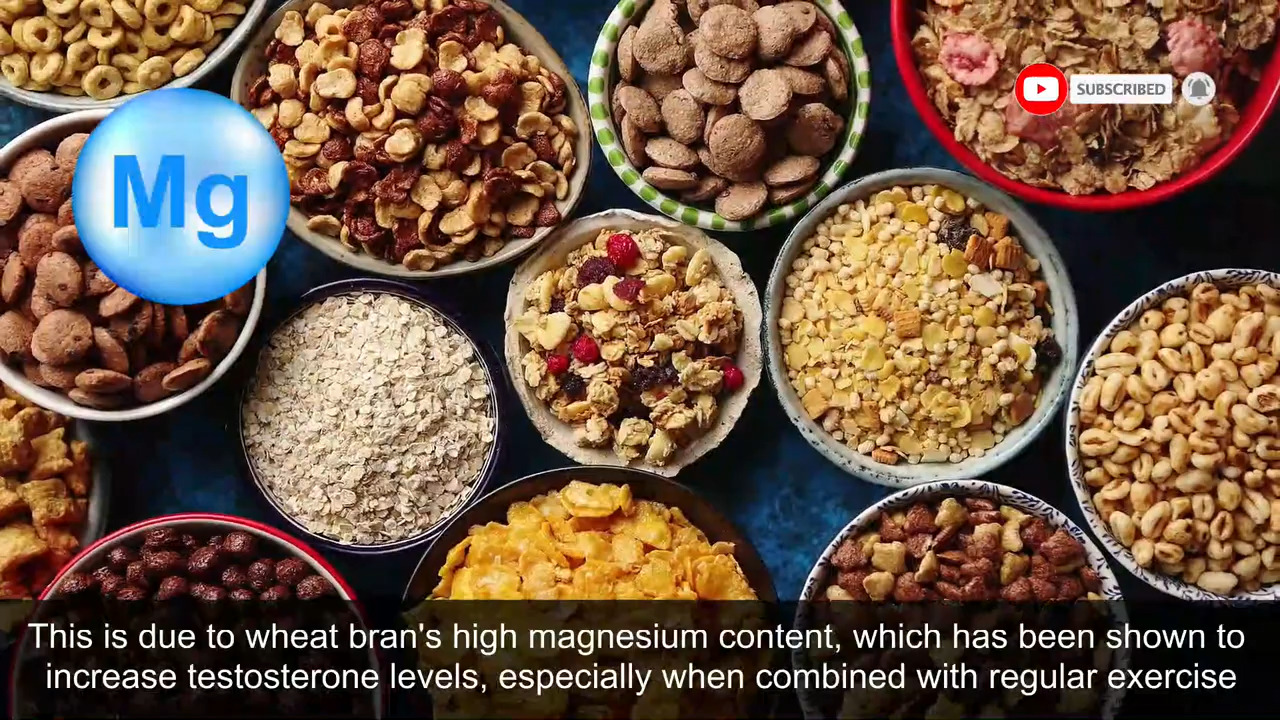 Mg
SUBSCRIBED
This is due to wheat bran's high magnesium content, which has been shown to
increase testosterone levels, especially when combined with regular exercise